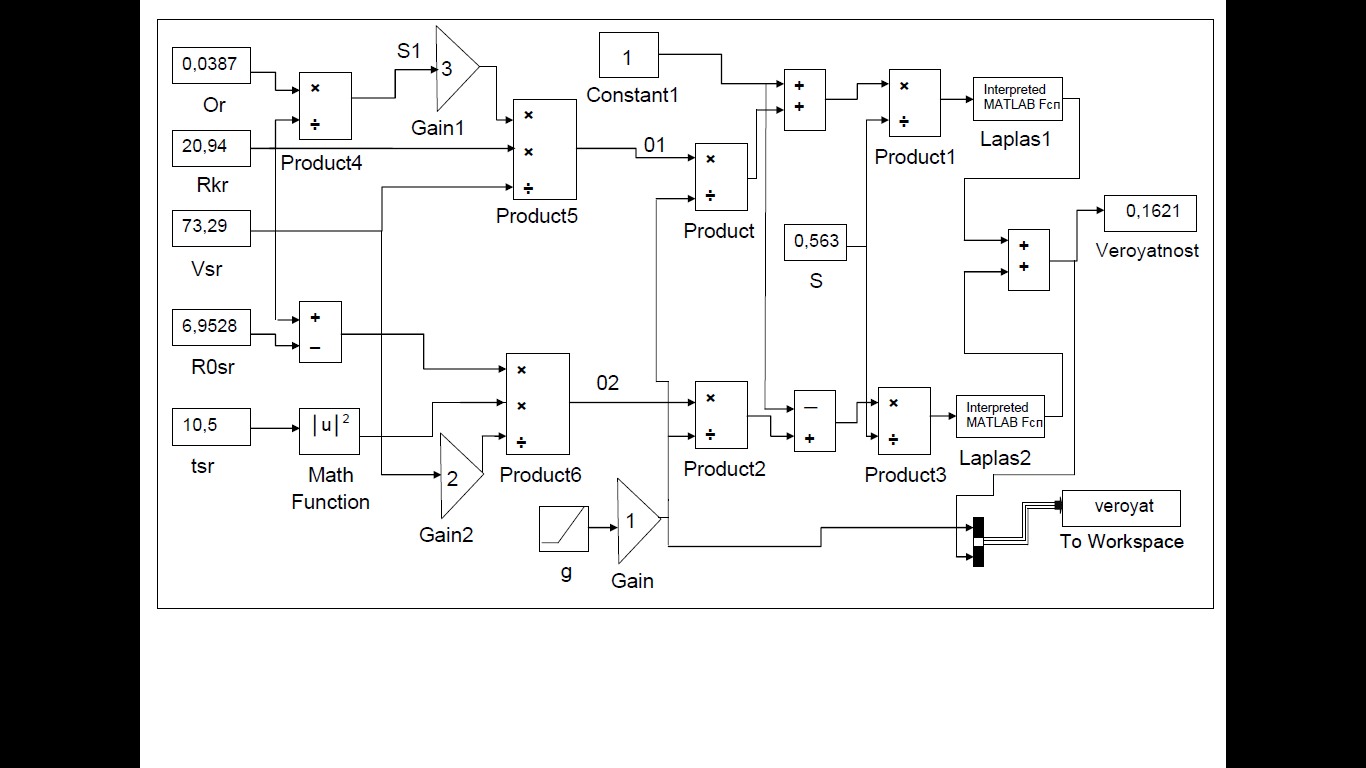 0,0387
Or
20,94
Rkr
73,29
Vsr
6,9528
R0sr
10,5
tsr
×
÷
Product4
S1
3
Gain1
×
×
÷
Product5
01
1
Constant1
×
÷
Product
+
+
×
÷
Product1
Interpreted
MATLAB Fcп
Laplas1
0,563
S
+
+
0,1621
Veroyatnost
+
–
|u|²
Math
Function
2
Gain2
×
×
÷
Product6
02
×
÷
Product2
—
+
×
÷
Product3
Interpreted
MATLAB Fcп
Laplas2
g
1
Gain
veroyat
To Workspace